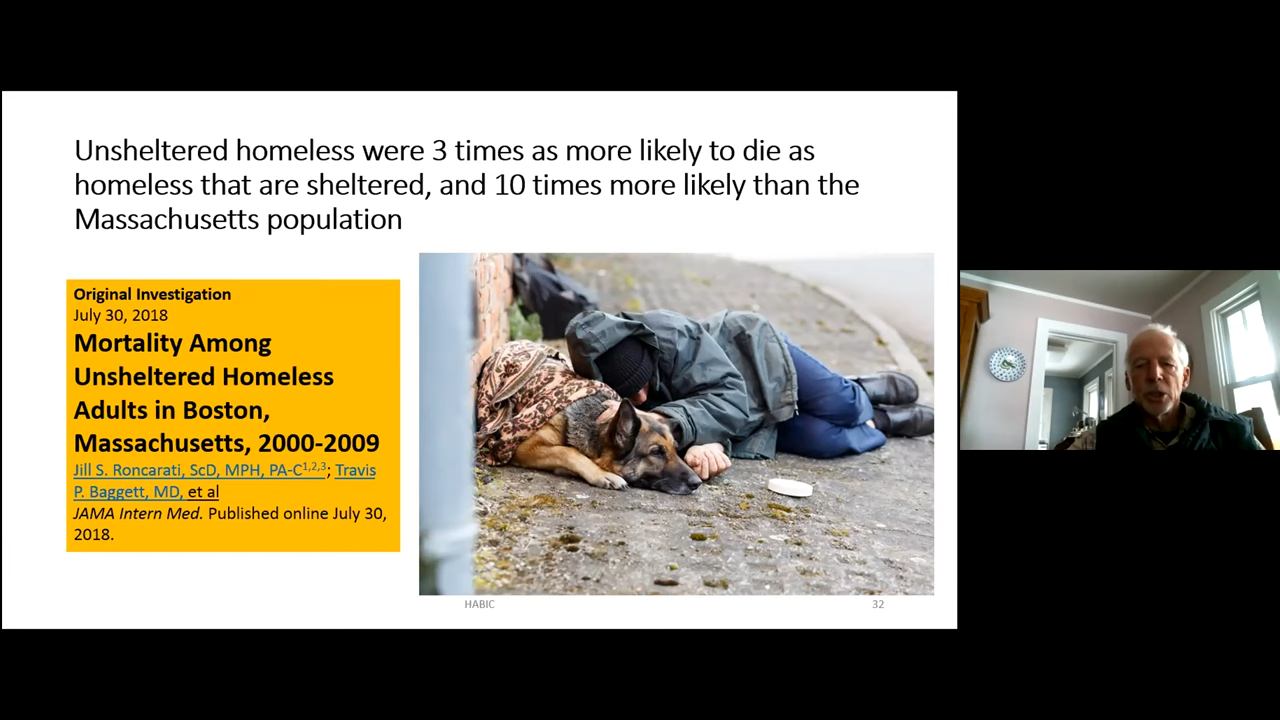 Unsheltered homeless were 3 times as more likely to die as
homeless that are sheltered, and 10 times more likely than the
Massachusetts population
Original Investigation
July 30, 2018
Mortality Among
Unsheltered Homeless
Adults in Boston,
Massachusetts, 2000-2009
Jill S. Roncarati, ScD, MPH, PA-C1,2,3; Travis
P. Baggett, MD, et al
JAMA Intern Med. Published online July 30,
2018.
HABIC
32